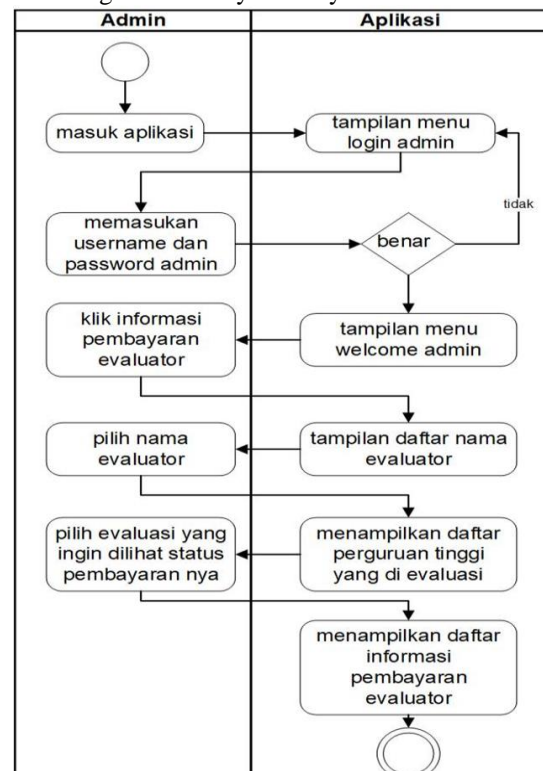 Admin
Aplikasi
masuk aplikasi
tampilan menu
login admin
tidak
memasukan
username dan
password admin
benar
klik informasi
pembayaran
evaluator
tampilan menu
welcome admin
pilih nama
evaluator
tampilan daftar nama
evaluator
pilih evaluasi yang
ingin dilihat status
pembayaran nya
menampilkan daftar
perguruan tinggi
yang di evaluasi
menampilkan daftar
informasi
pembayaran
evaluator